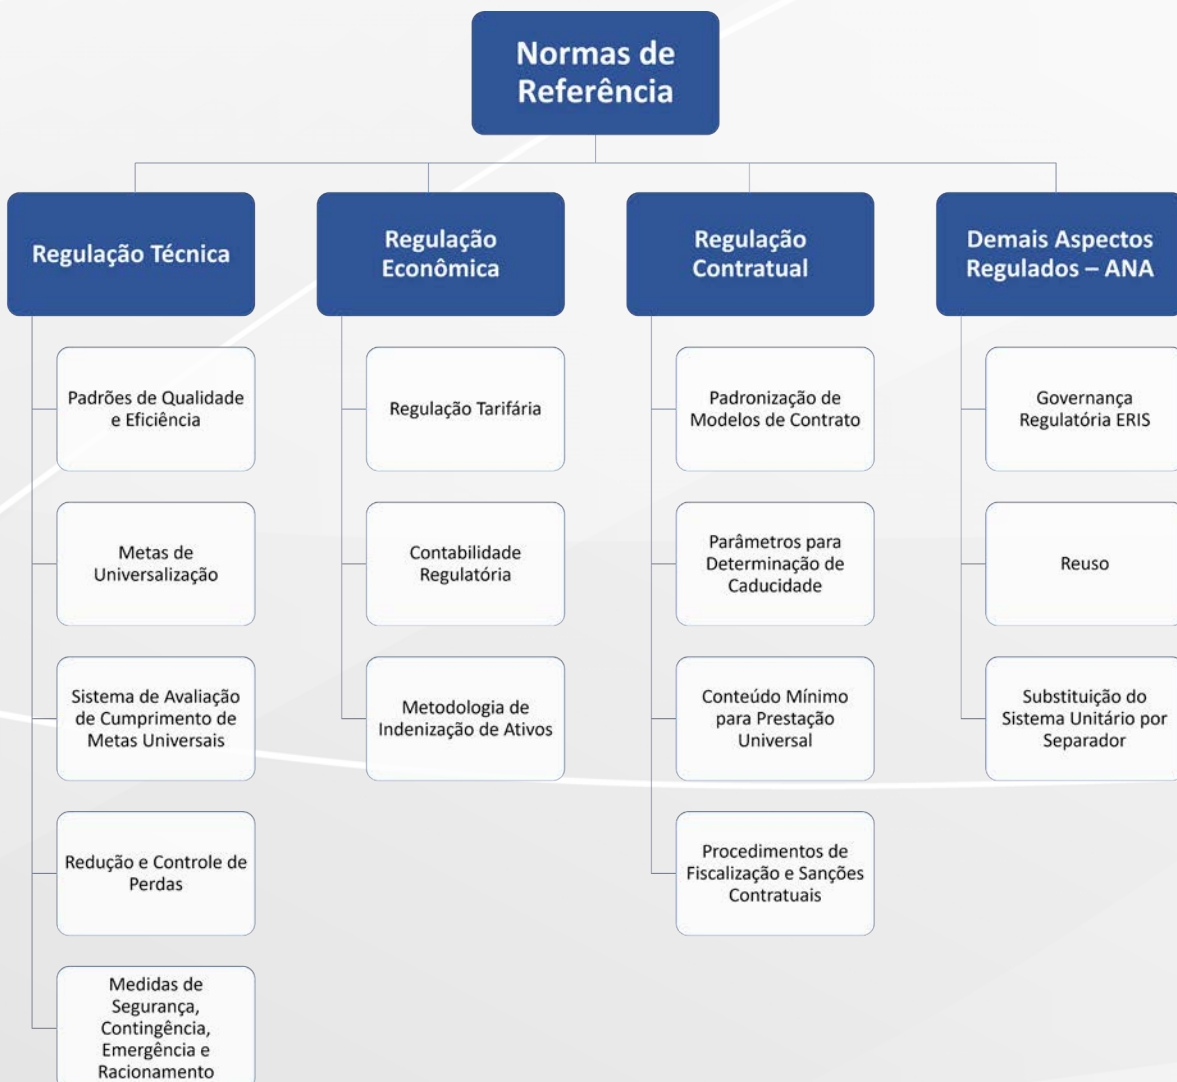 Normas de
Referência
Regulação Técnica
Padrões de Qualidade
e Eficiência
Metas de
Universalização
Sistema de Avaliação
de Cumprimento de
Metas Universais
Redução e Controle de
Perdas
Medidas de
Segurança,
Contingência,
Emergência e
Racionamento
Regulação
Econômica
Regulação Tarifária
Contabilidade
Regulatória
Metodologia de
Indenização de Ativos
Regulação
Contratual
Padronização de
Modelos de Contrato
Parâmetros para
Determinação de
Caducidade
Conteúdo Mínimo
para Prestação
Universal
Procedimentos de
Fiscalização e Sanções
Contratuais
Demais Aspectos
Regulados – ANA
Governança
Regulatória ERIS
Reuso
Substituição do
Sistema Unitário por
Separador